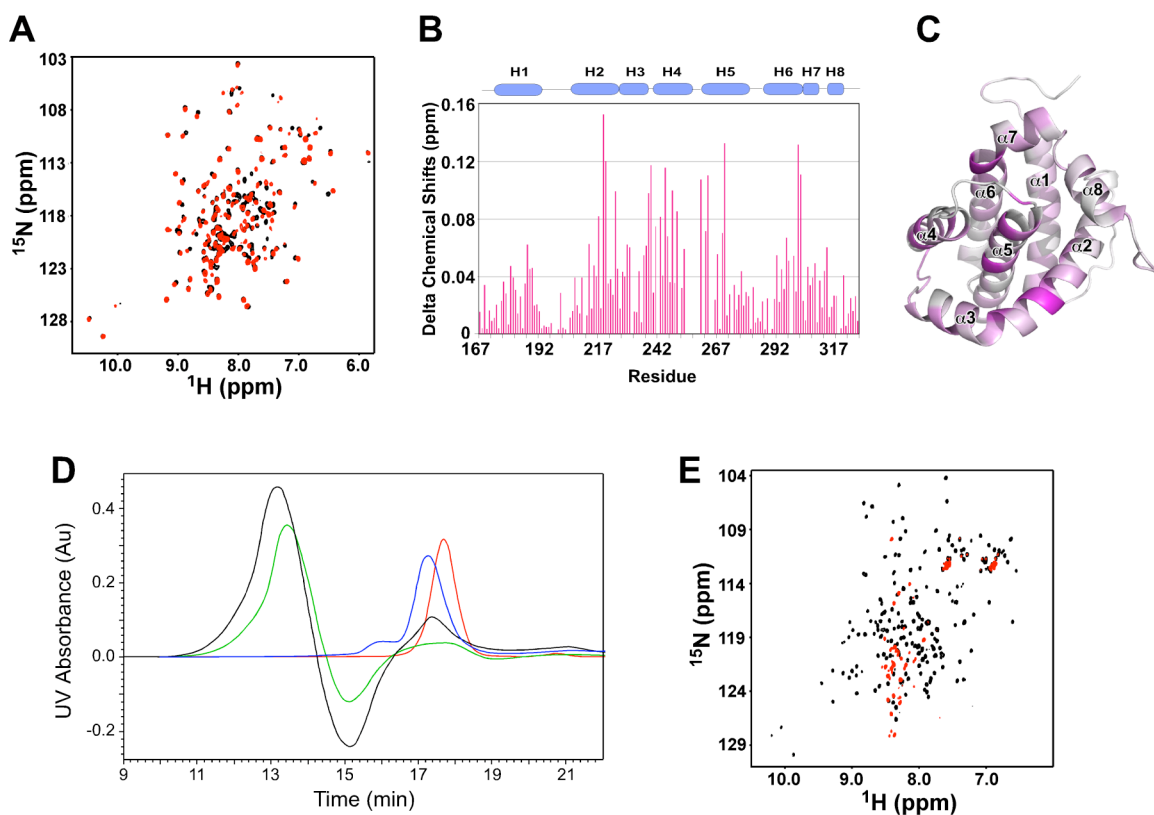 A
103
108
113
118
123
128
15N (ppm)
10.0 9.0 8.0 7.0 6.0
1H (ppm)
B
H1 H2 H3 H4 H5 H6 H7 H8
0.16
0.12
0.08
0.04
0
Delta Chemical Shifts (ppm)
167 192 217 242 267 292 317
Residue
C
α7
α6
α1
α8
α4
α5
α2
α3
D
0.4
0.2
0.0
-0.2
UV Absorbance (Au)
9 11 13 15 17 19 21
Time (min)
E
104
109
114
119
124
129
15N (ppm)
10.0 9.0 8.0 7.0
1H (ppm)